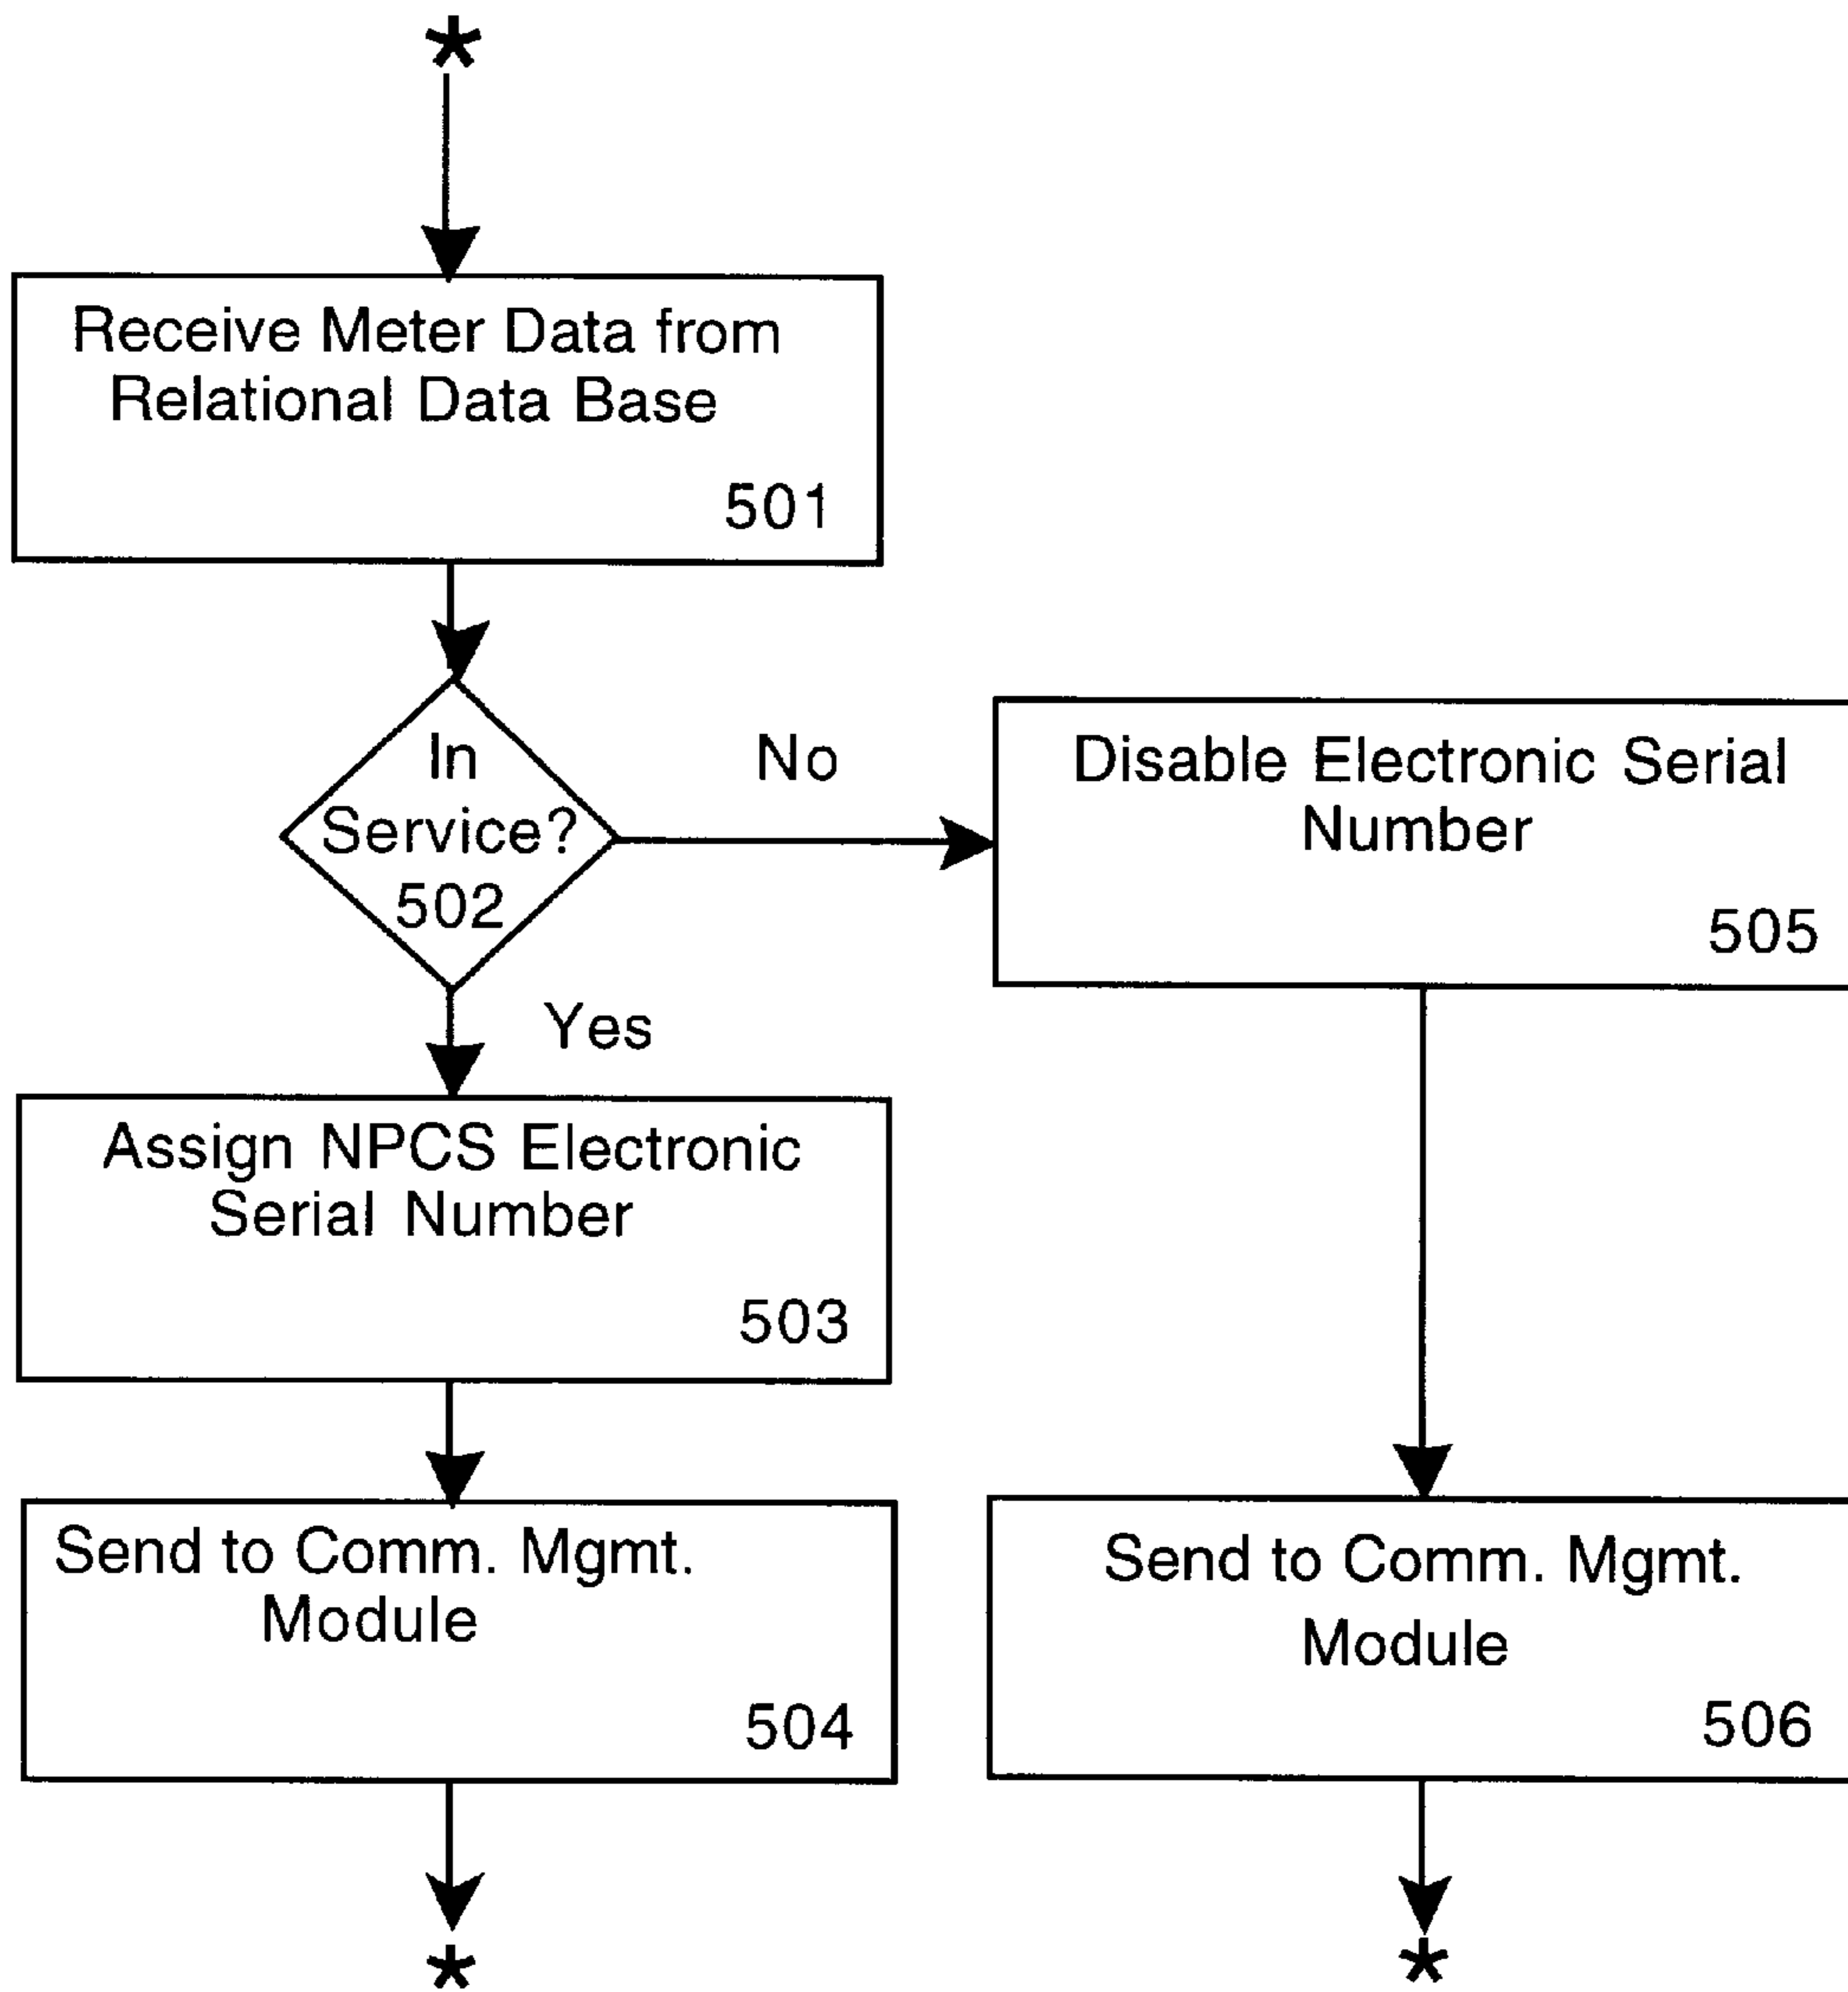 *
Receive Meter Data from
Relational Data Base
501
In
Service?
502
No
Yes
Disable Electronic Serial
Number
505
Assign NPCS Electronic
Serial Number
503
Send to Comm. Mgmt.
Module
504
Send to Comm. Mgmt.
Module
506
*
*